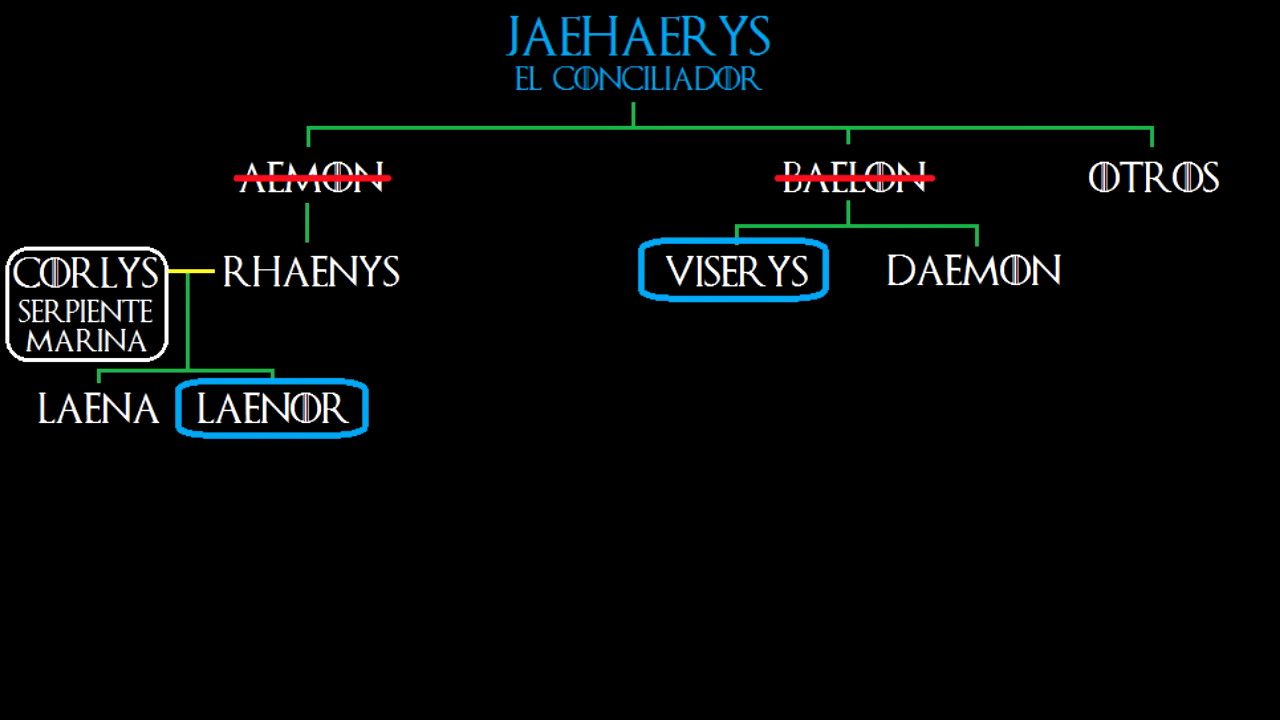 JAEHAERYS
EL CONCILIADOR
AEMON
BAELON
OTROS
CORLYS
SERPIENTE
MARINA
RHAENYS
VISERYS
DAEMON
LAENA
LAENOR